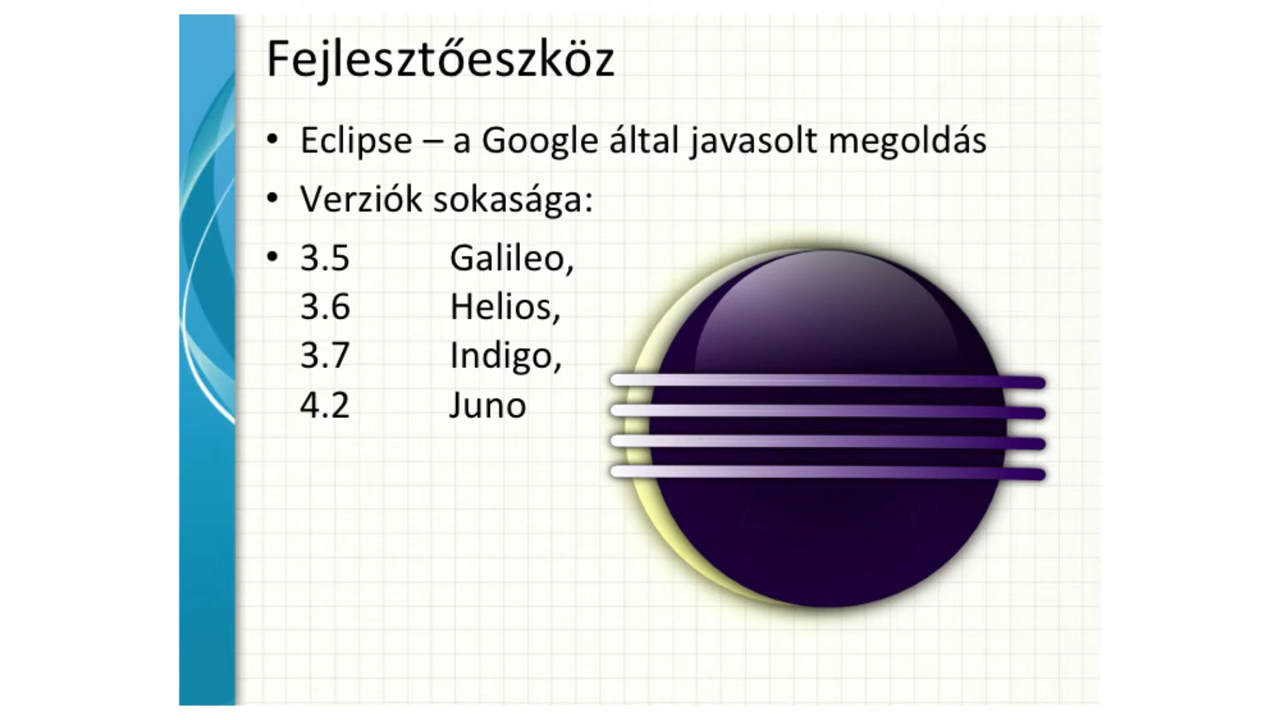 Fejlesztőeszköz
• Eclipse – a Google által javasolt megoldás
• Verziók sokasága:
• 3.5 Galileo,
3.6 Helios,
3.7 Indigo,
4.2 Juno